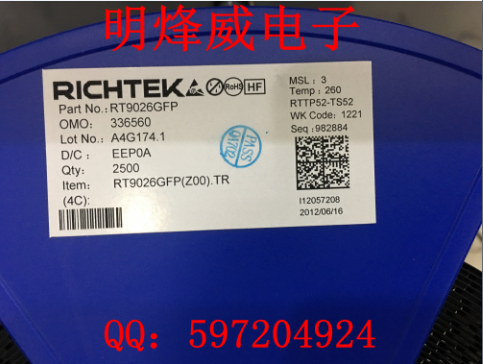 明烽威电子
RICHTEK
RoHS
HF
Part No.: RT9026GFP
OMO: 336560
Lot No.: A4G174.1
D/C : EEP0A
Qty: 2500
Item: RT9026GFP(Z00).TR
(4C):
MSL : 3
Temp : 260
RTTP52-TS52
WK Code: 1221
Seq : 982884
PASS
I12057208
2012/06/16
QQ：597204924